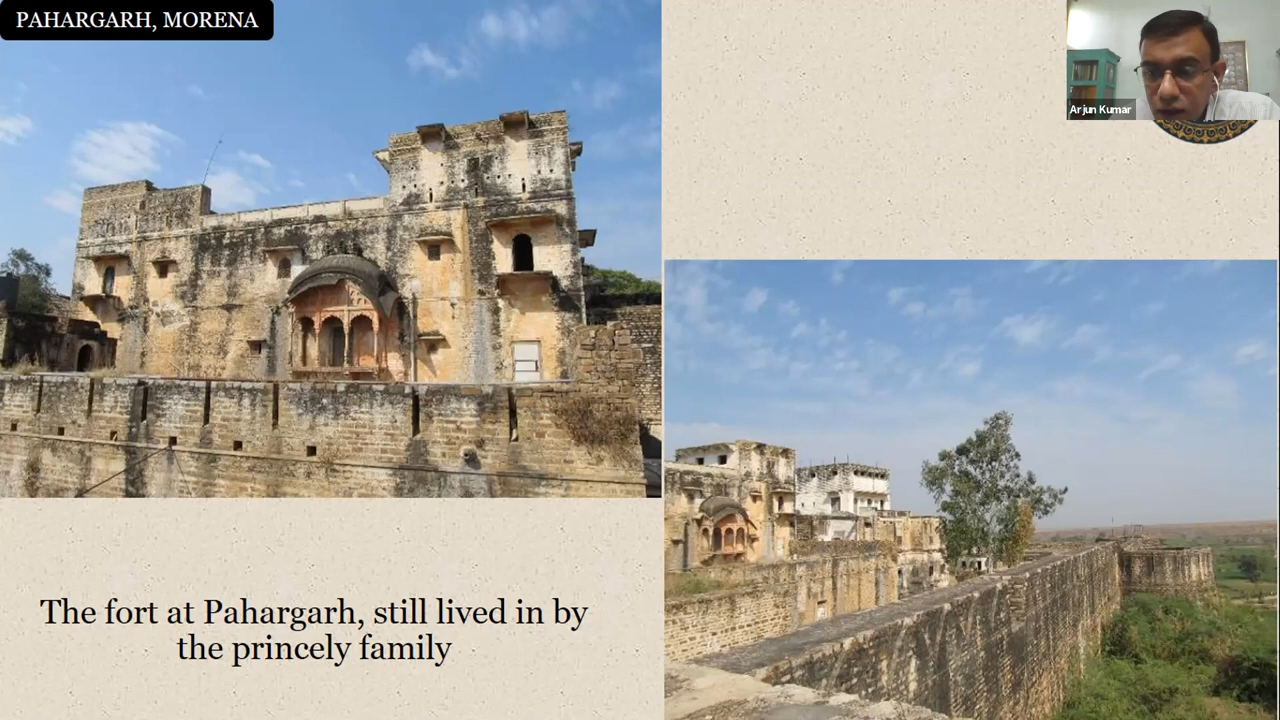 PAHARGARH, MORENA
Arjun Kumar
The fort at Pahargarh, still lived in by
the princely family